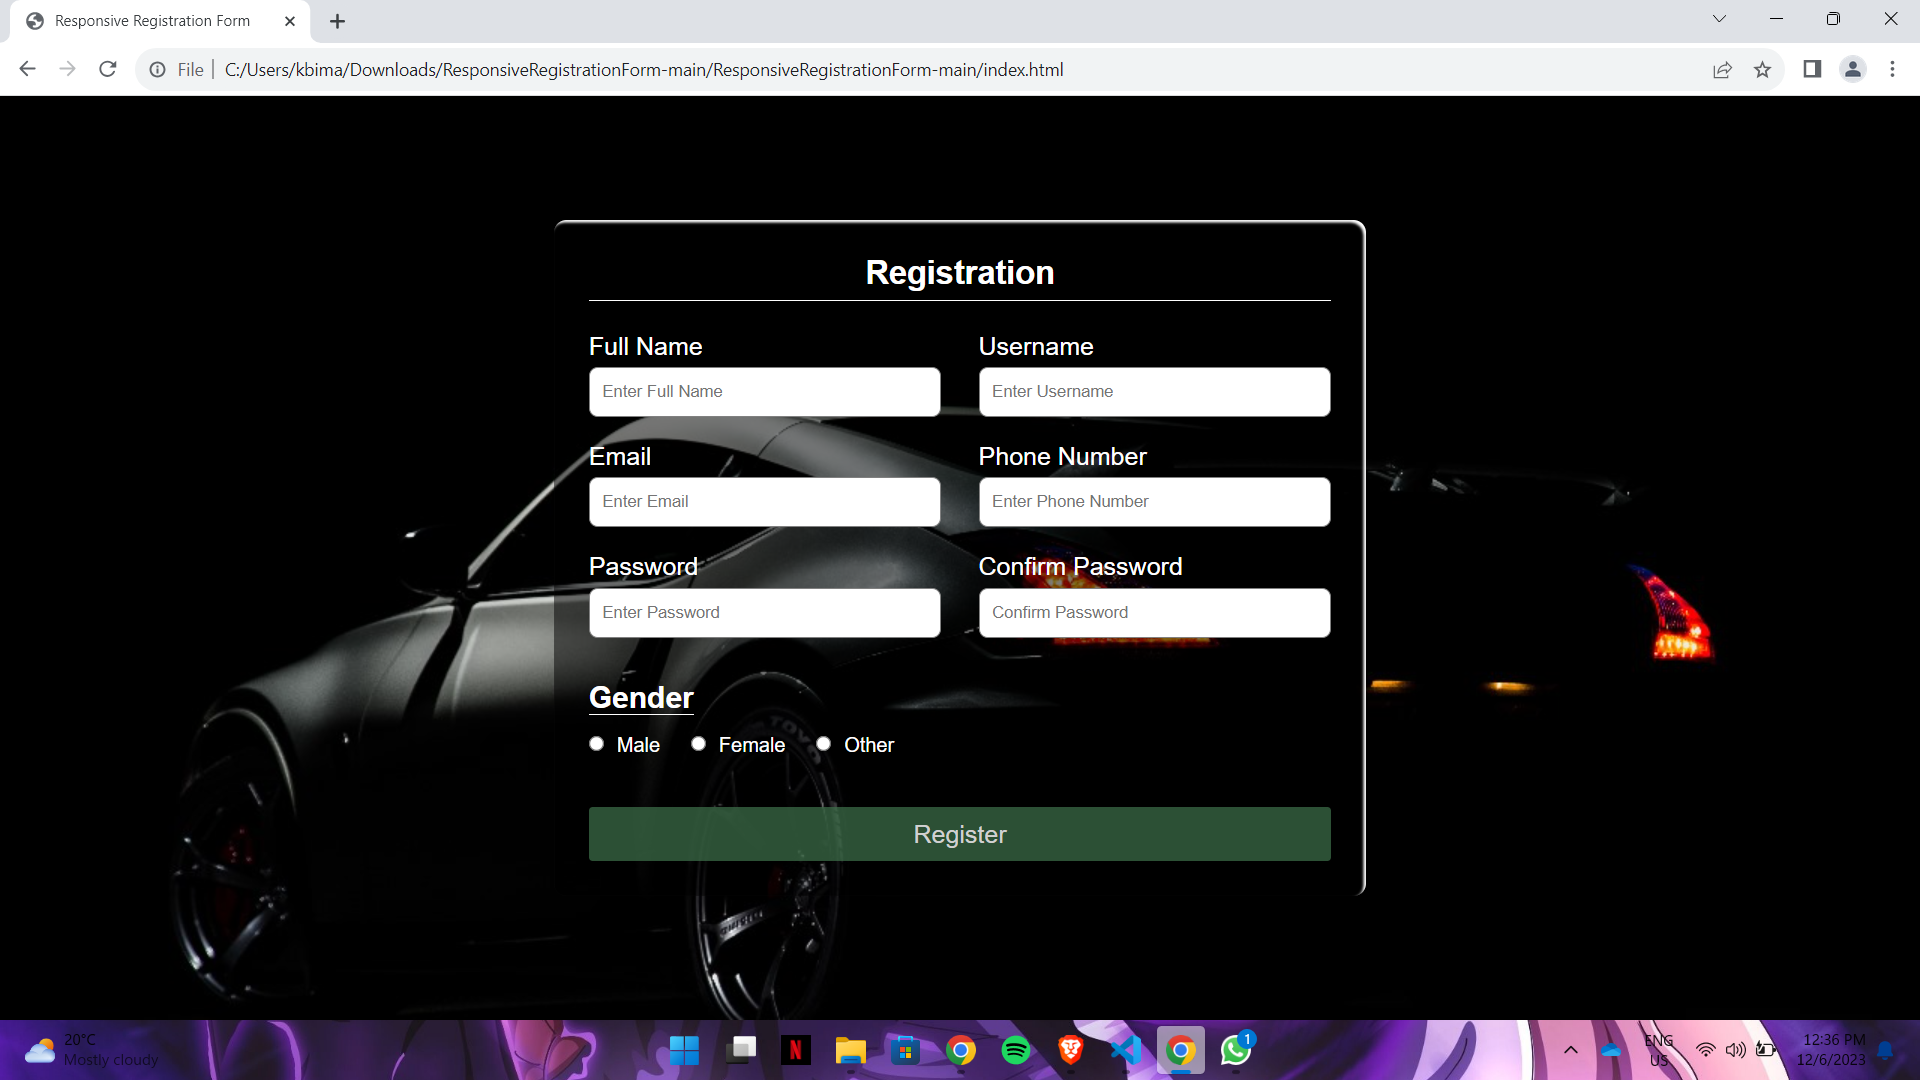 Responsive Registration Form
File
C:/Users/kbima/Downloads/ResponsiveRegistrationForm-main/ResponsiveRegistrationForm-main/index.html
Registration
Full Name
Username
Enter Full Name
Enter Username
Email
Phone Number
Enter Email
Enter Phone Number
Password
Confirm Password
Enter Password
Confirm Password
Gender
Male
Female
Other
TOYO
Register
20°C
Mostly cloudy
N
1
ENG
US
12:36 PM
12/6/2023